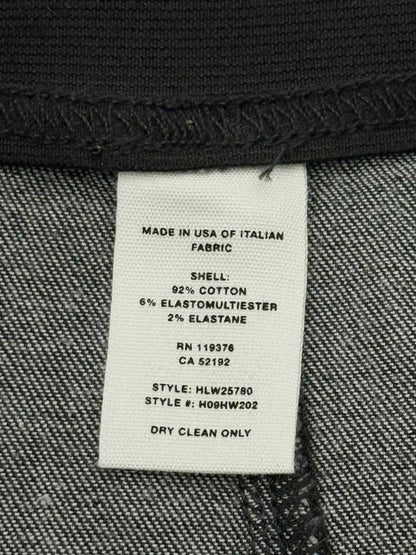 MADE IN USA OF ITALIAN
FABRIC
SHELL:
92% COTTON
6% ELASTOMULTIESTER
2% ELASTANE
RN 119376
CA 52192
STYLE: HLW25780
STYLE #: H09HW202
DRY CLEAN ONLY